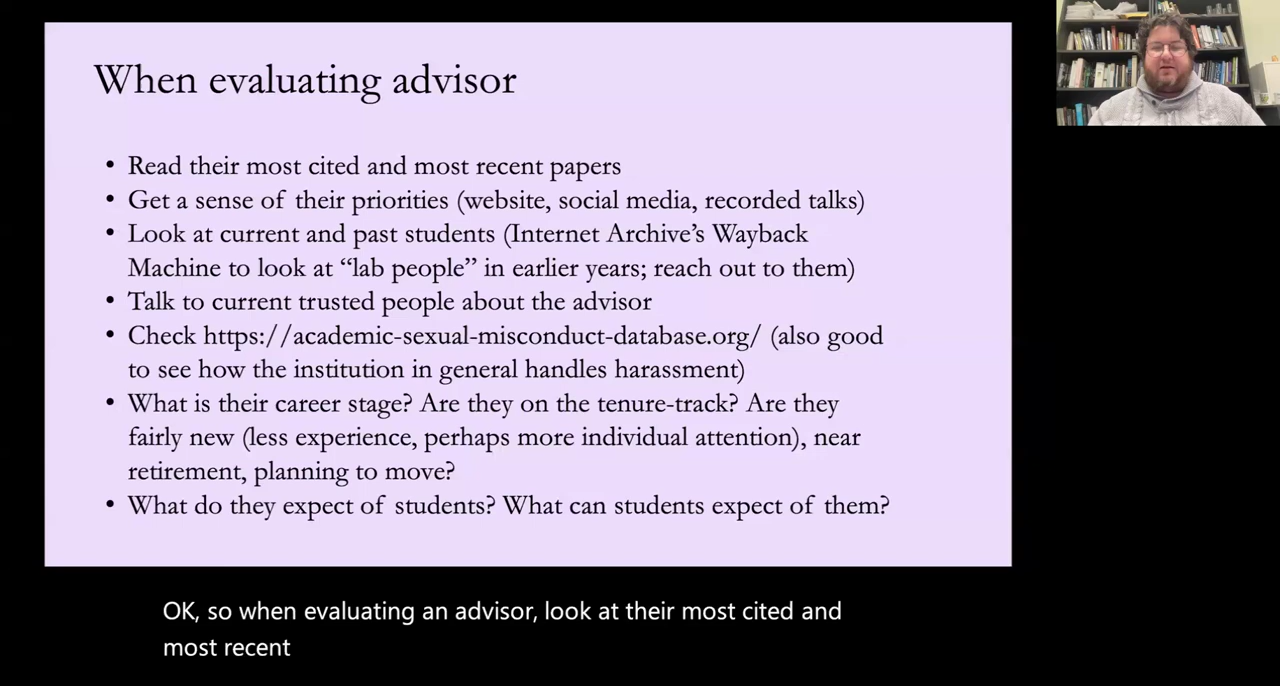 When evaluating advisor
• Read their most cited and most recent papers
• Get a sense of their priorities (website, social media, recorded talks)
• Look at current and past students (Internet Archive’s Wayback
Machine to look at “lab people” in earlier years; reach out to them)
• Talk to current trusted people about the advisor
• Check https://academic-sexual-misconduct-database.org/ (also good
to see how the institution in general handles harassment)
• What is their career stage? Are they on the tenure-track? Are they
fairly new (less experience, perhaps more individual attention), near
retirement, planning to move?
• What do they expect of students? What can students expect of them?
OK, so when evaluating an advisor, look at their most cited and
most recent